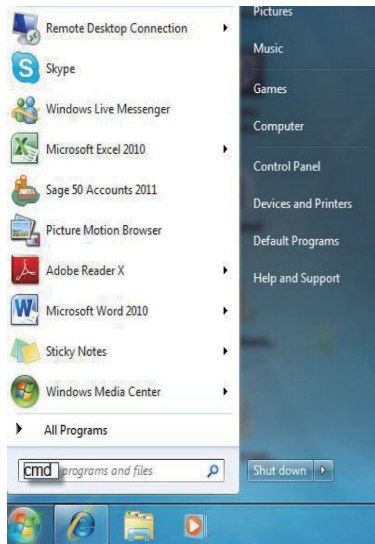 Remote Desktop Connection
Skype
Windows Live Messenger
Microsoft Excel 2010
Sage 50 Accounts 2011
Picture Motion Browser
Adobe Reader X
Microsoft Word 2010
Sticky Notes
Windows Media Center
All Programs
cmd programs and files
Pictures
Music
Games
Computer
Control Panel
Devices and Printers
Default Programs
Help and Support
Shut down